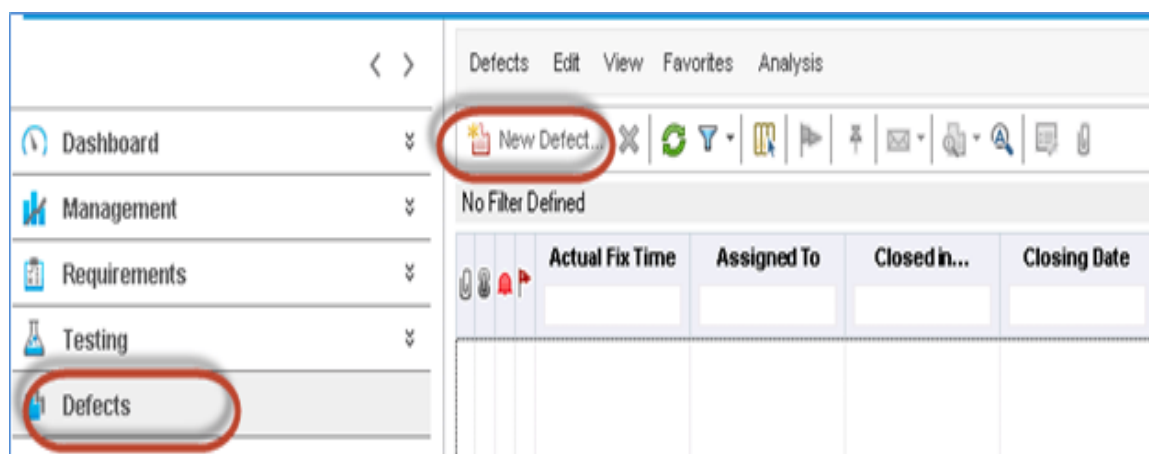 Defects Edit View Favorites Analysis
Dashboard
New Defect...
Management
No Filter Defined
Requirements
Actual Fix Time Assigned To Closed in... Closing Date
Testing
Defects